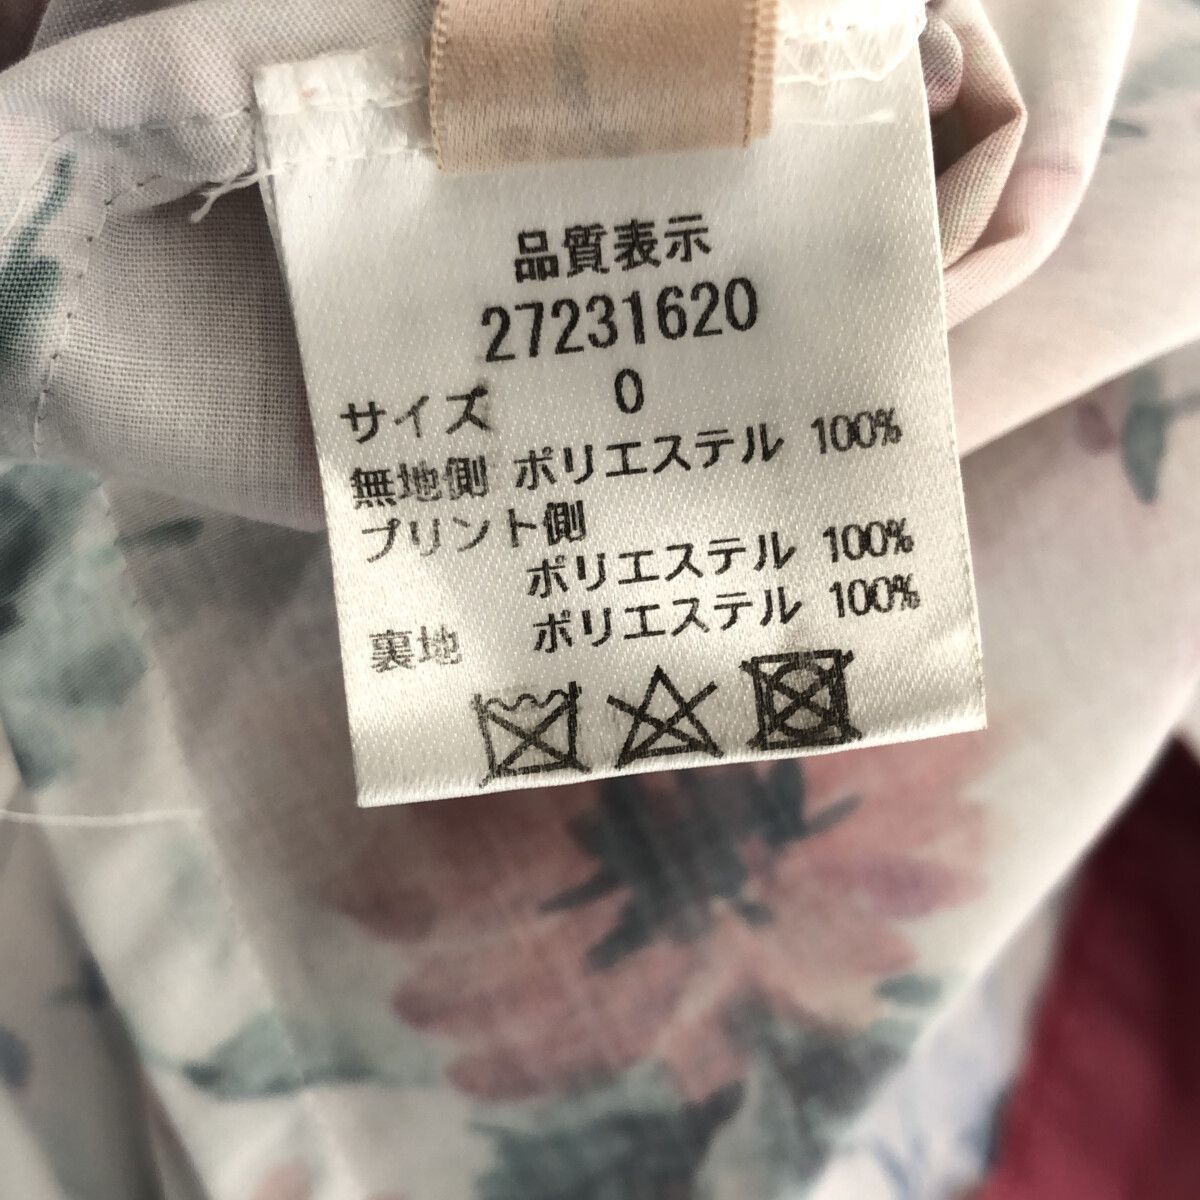 品質表示
27231620
サイズ 0
無地側 ポリエステル 100%
プリント側
ポリエステル 100%
裏地 ポリエステル 100%